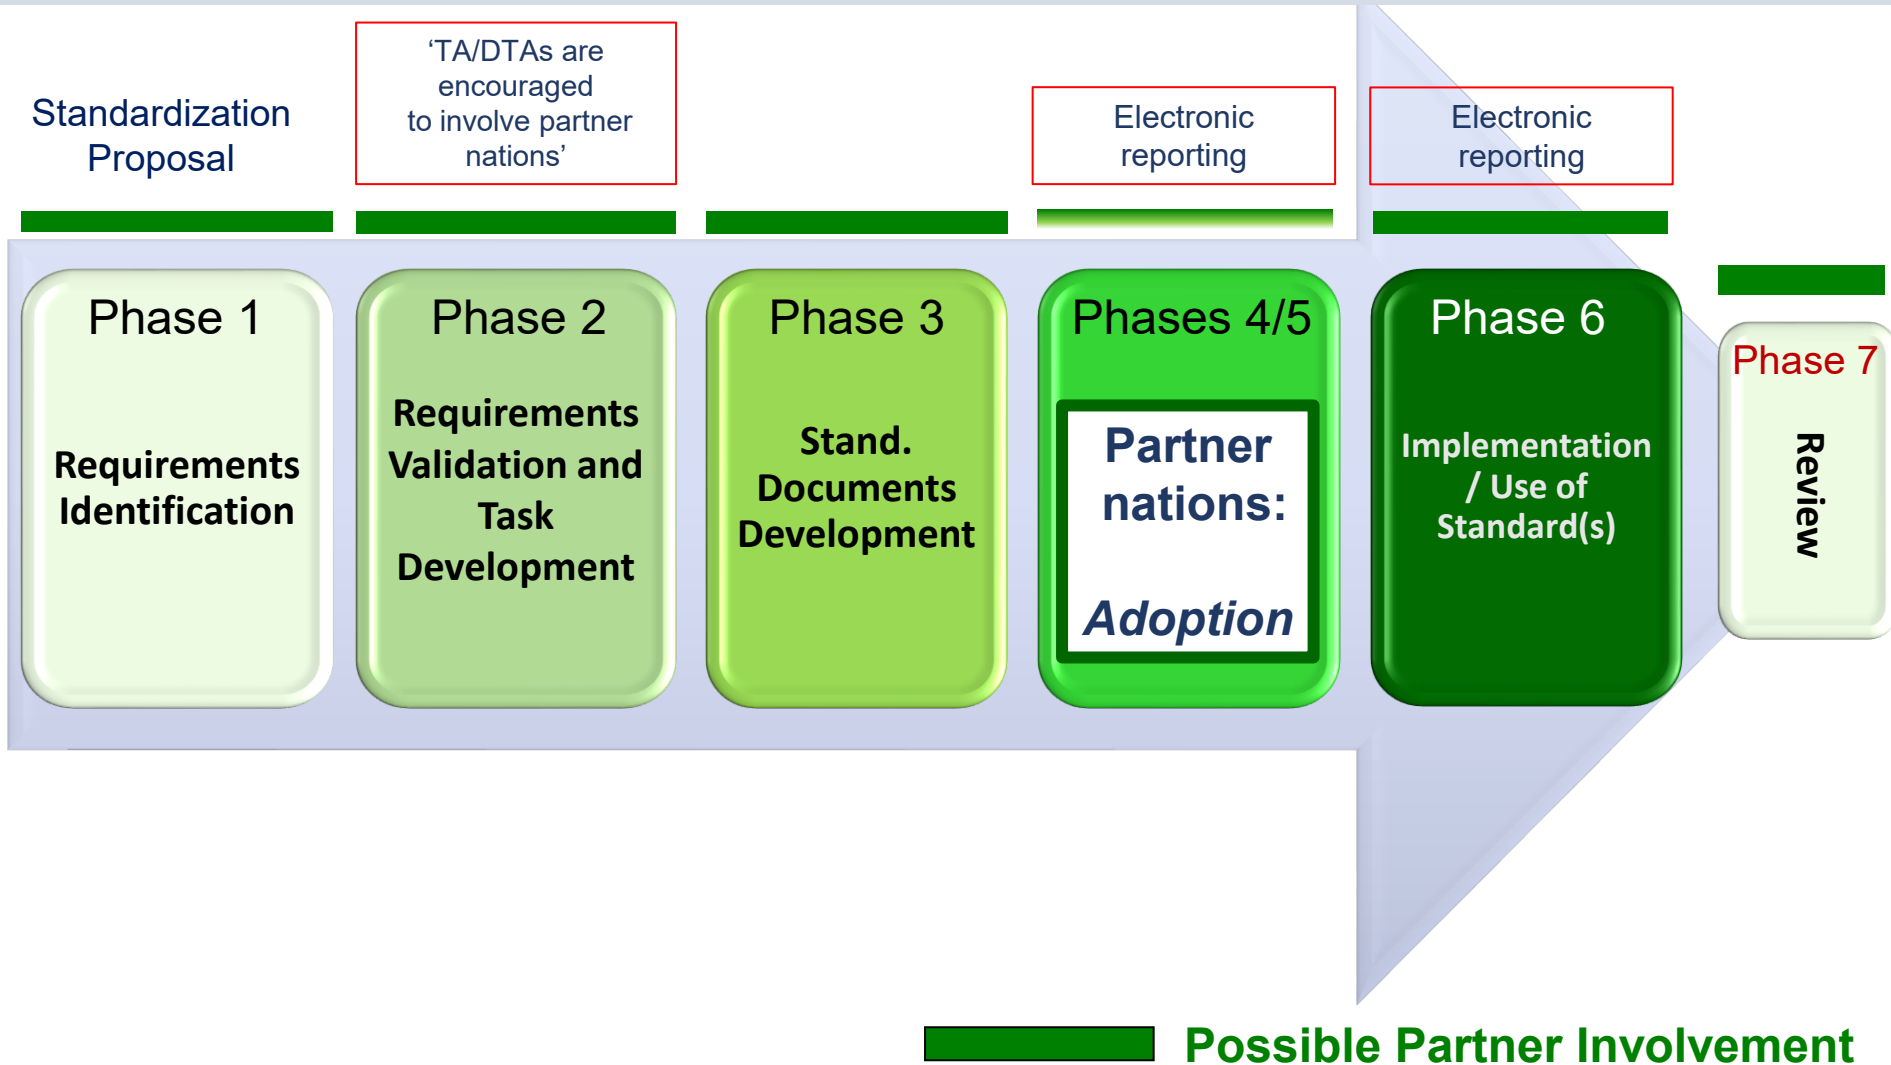 Standardization
Proposal
‘TA/DTAs are
encouraged
to involve partner
nations’
Electronic
reporting
Electronic
reporting
Phase 1
Requirements
Identification
Phase 2
Requirements
Validation and
Task
Development
Phase 3
Stand.
Documents
Development
Phases 4/5
Partner
nations:
Adoption
Phase 6
Implementation
/ Use of
Standard(s)
Phase 7
Review
Possible Partner Involvement